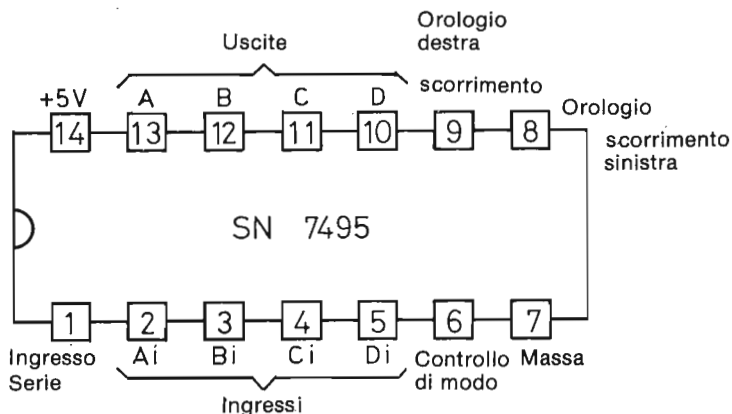 Uscite
Orologio
destra
scorrimento
+5V A B C D
Orologio
scorrimento
sinistra
14 13 12 11 10 9 8
SN 7495
1 2 3 4 5 6 7
Ingresso
Serie
Ai Bi Ci Di
Controllo
di modo
Massa
Ingressi